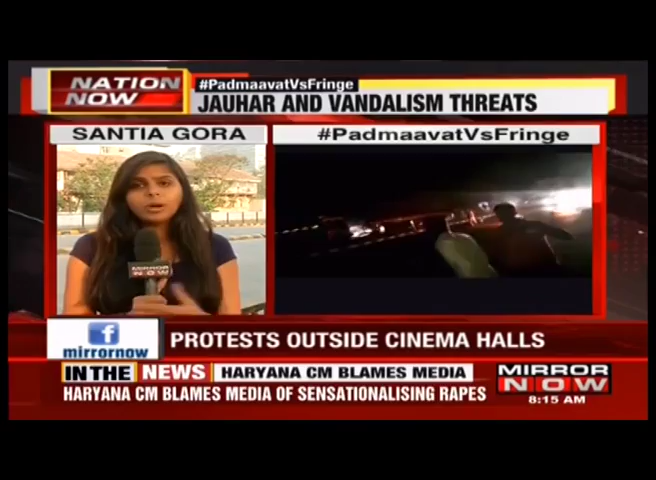 NATION
NOW
#PadmaavatVsFringe
JAUHAR AND VANDALISM THREATS
SANTIA GORA
#PadmaavatVsFringe
MIRROR
NOW
f
mirrornow
PROTESTS OUTSIDE CINEMA HALLS
IN THE NEWS
HARYANA CM BLAMES MEDIA
HARYANA CM BLAMES MEDIA OF SENSATIONALISING RAPES
MIRROR
NOW
8:15 AM